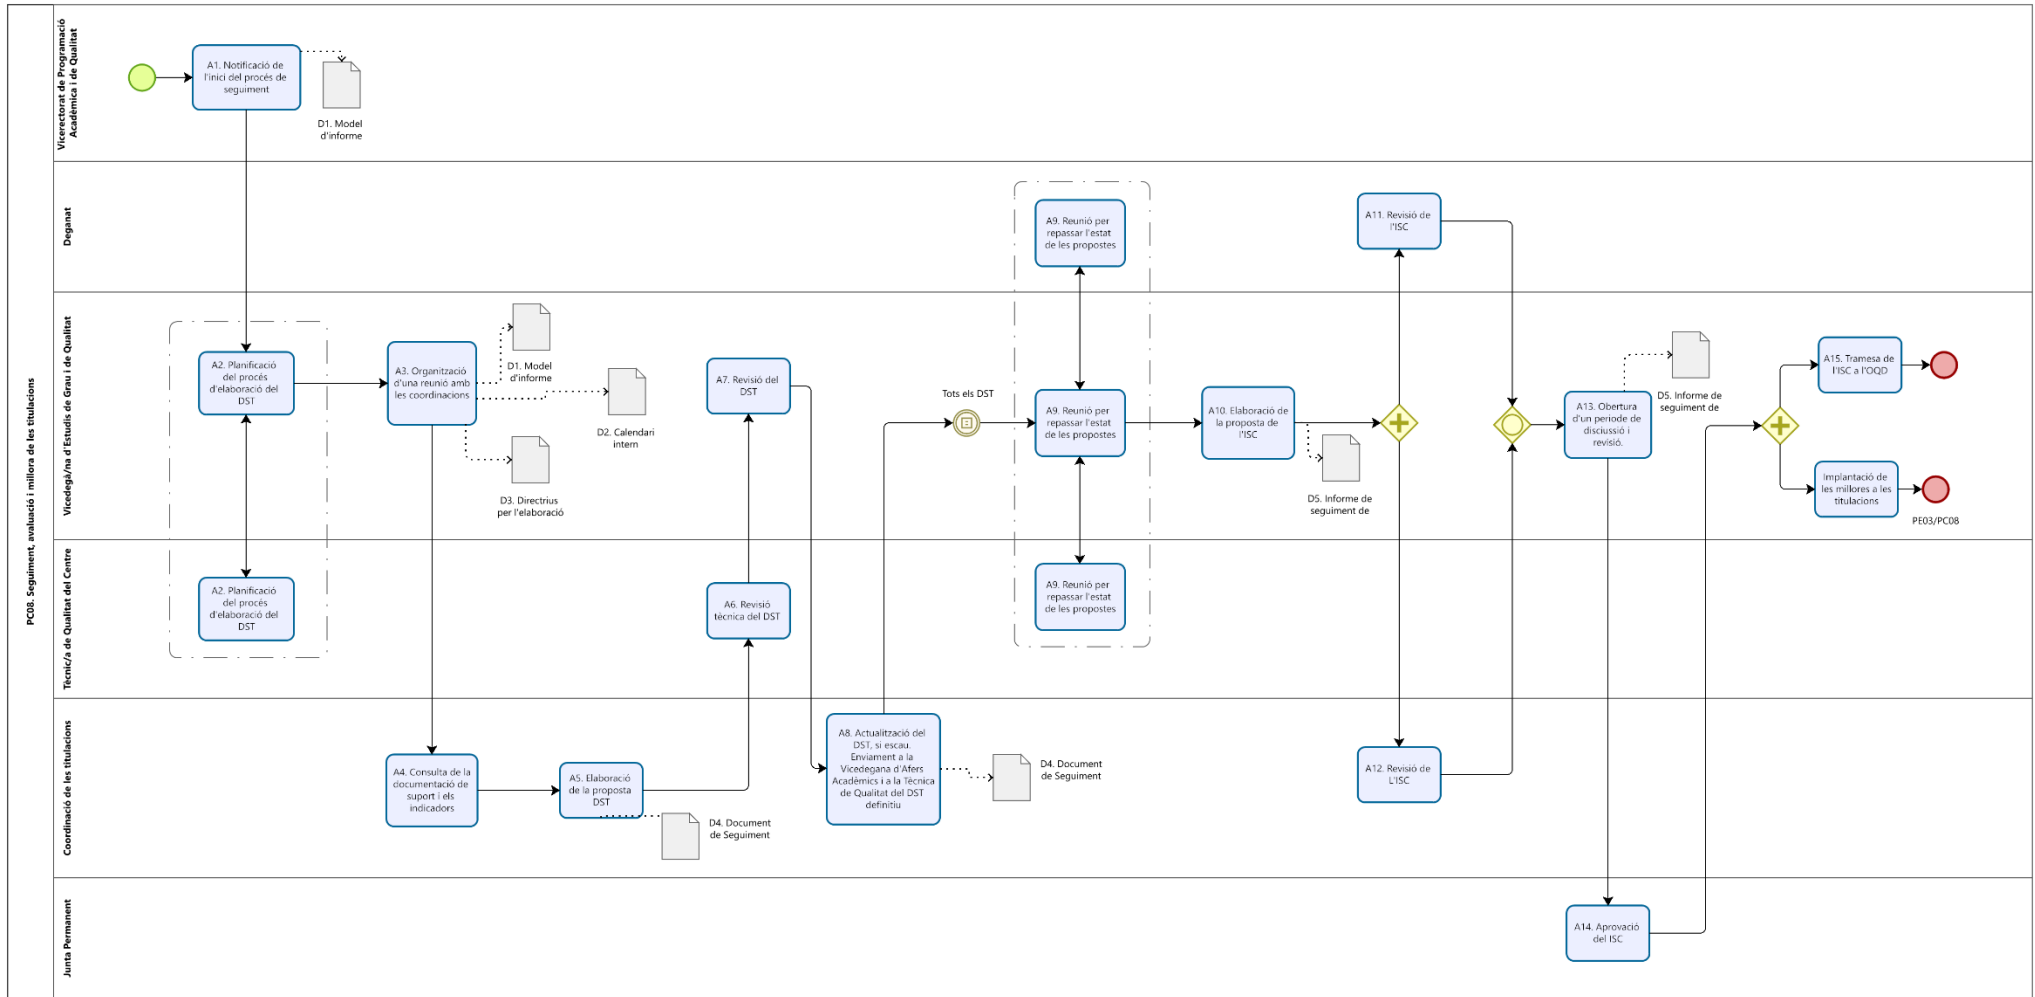 PC08. Seguiment, avaluació i millora de les titulacions
Vicerectorat de Programació
Acadèmica i de Qualitat
A1. Notificació de
l'inici del procés de
seguiment
D1. Model
d'informe
Deganat
A9. Reunió per
repassar l'estat
de les propostes
A11. Revisió de
l'ISC
Vicedegà/na d'Estudis de Grau i de Qualitat
A2. Planificació
del procés
d'elaboració del
DST
A3. Organització
d'una reunió amb
les coordinacions
D1. Model
d'informe
D2. Calendari
intern
D3. Directrius
per l'elaboració
A7. Revisió del
DST
Tots els DST
A9. Reunió per
repassar l'estat
de les propostes
A10. Elaboració de
la proposta de
l'ISC
D5. Informe de
seguiment de
A13. Obertura
d'un periode de
disciussió i
revisió.
D5. Informe de
seguiment de
A15. Tramesa de
l'ISC a l'OQD
Implantació de
les millores a les
titulacions
PE03/PC08
Tècnic/a de Qualitat del Centre
A2. Planificació
del procés
d'elaboració del
DST
A6. Revisió
tècnica del DST
A9. Reunió per
repassar l'estat
de les propostes
Coordinació de les titulacions
A4. Consulta de la
documentació de
suport i els
indicadors
A5. Elaboració
de la proposta
DST
D4. Document
de Seguiment
A8. Actualització del
DST, si escau.
Enviament a la
Vicedegana d'Afers
Acadèmics i a la Tècnica
de Qualitat del DST
definitiu
D4. Document
de Seguiment
A12. Revisió de
L'ISC
Junta Permanent
A14. Aprovació
del ISC